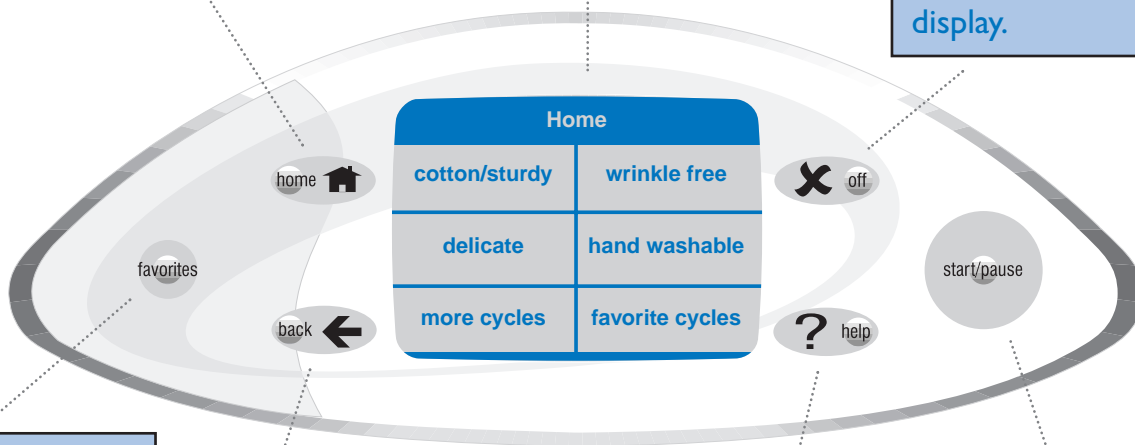 display.
Home
cotton/sturdy
wrinkle free
home
off
delicate
hand washable
favorites
start/pause
more cycles
favorite cycles
back
? help